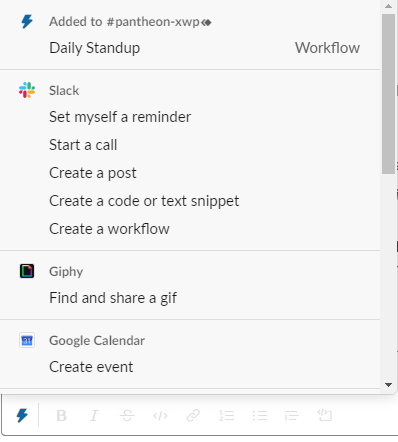 Added to #pantheon-xwp
Daily Standup Workflow
Slack
Set myself a reminder
Start a call
Create a post
Create a code or text snippet
Create a workflow
Giphy
Find and share a gif
Google Calendar
31
Create event
B I S </>